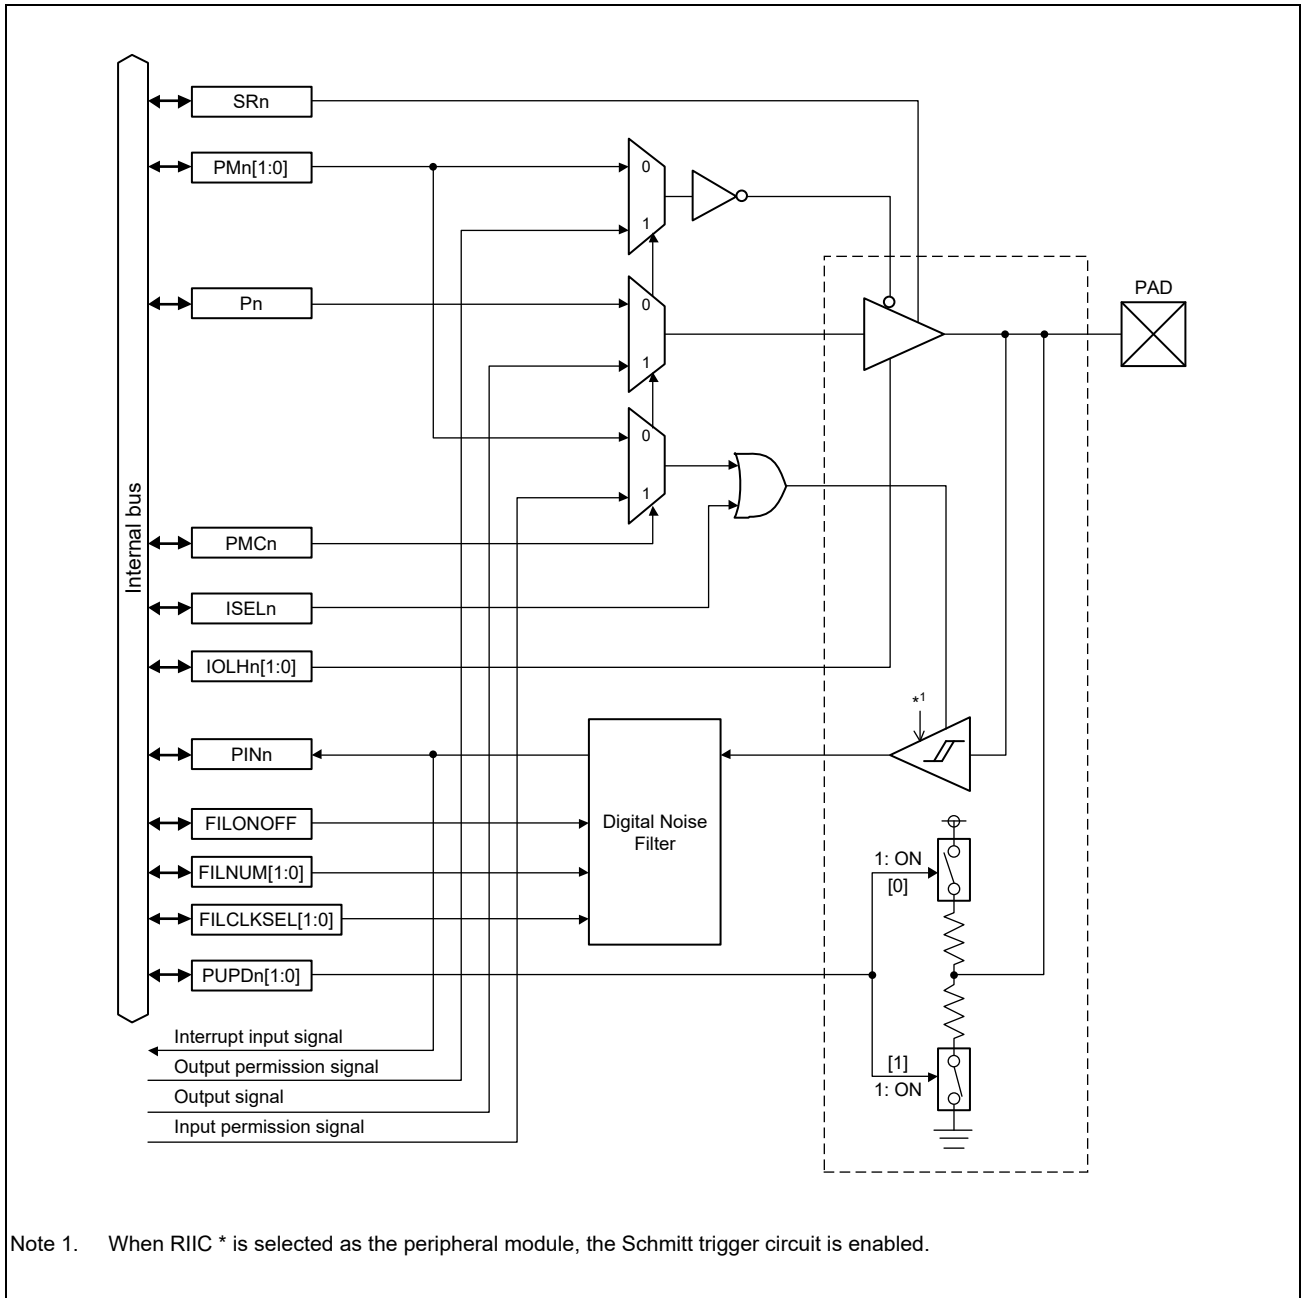 SRn
PMn[1:0]
0
1
PAD
Pn
0
1
0
1
Internal bus
PMCn
ISELn
IOLHn[1:0]
*1
PINn
FILONOFF
Digital Noise
Filter
FILNUM[1:0]
1: ON
[0]
FILCLKSEL[1:0]
PUPDn[1:0]
Interrupt input signal
Output permission signal
[1]
1: ON
Output signal
Input permission signal
Note 1. When RIIC * is selected as the peripheral module, the Schmitt trigger circuit is enabled.